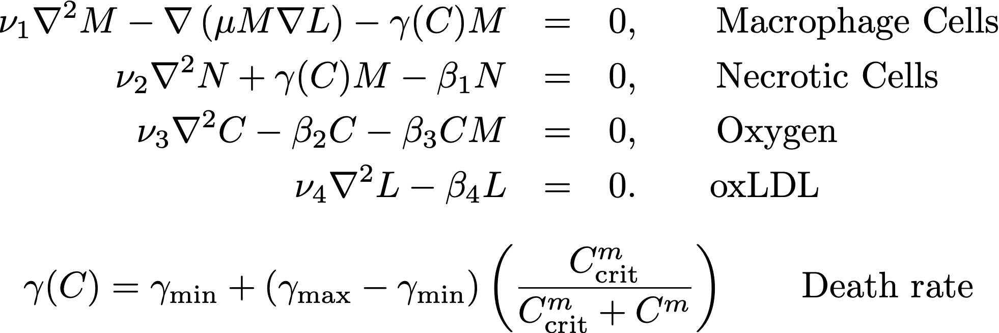 ν₁∇²M − ∇(μM∇L) − γ(C)M = 0, Macrophage Cells
ν₂∇²N + γ(C)M − β₁N = 0, Necrotic Cells
ν₃∇²C − β₂C − β₃CM = 0, Oxygen
ν₄∇²L − β₄L = 0. oxLDL
γ(C) = γ_min + (γ_max − γ_min) (C_crit^m / (C_crit^m + C^m)) Death rate